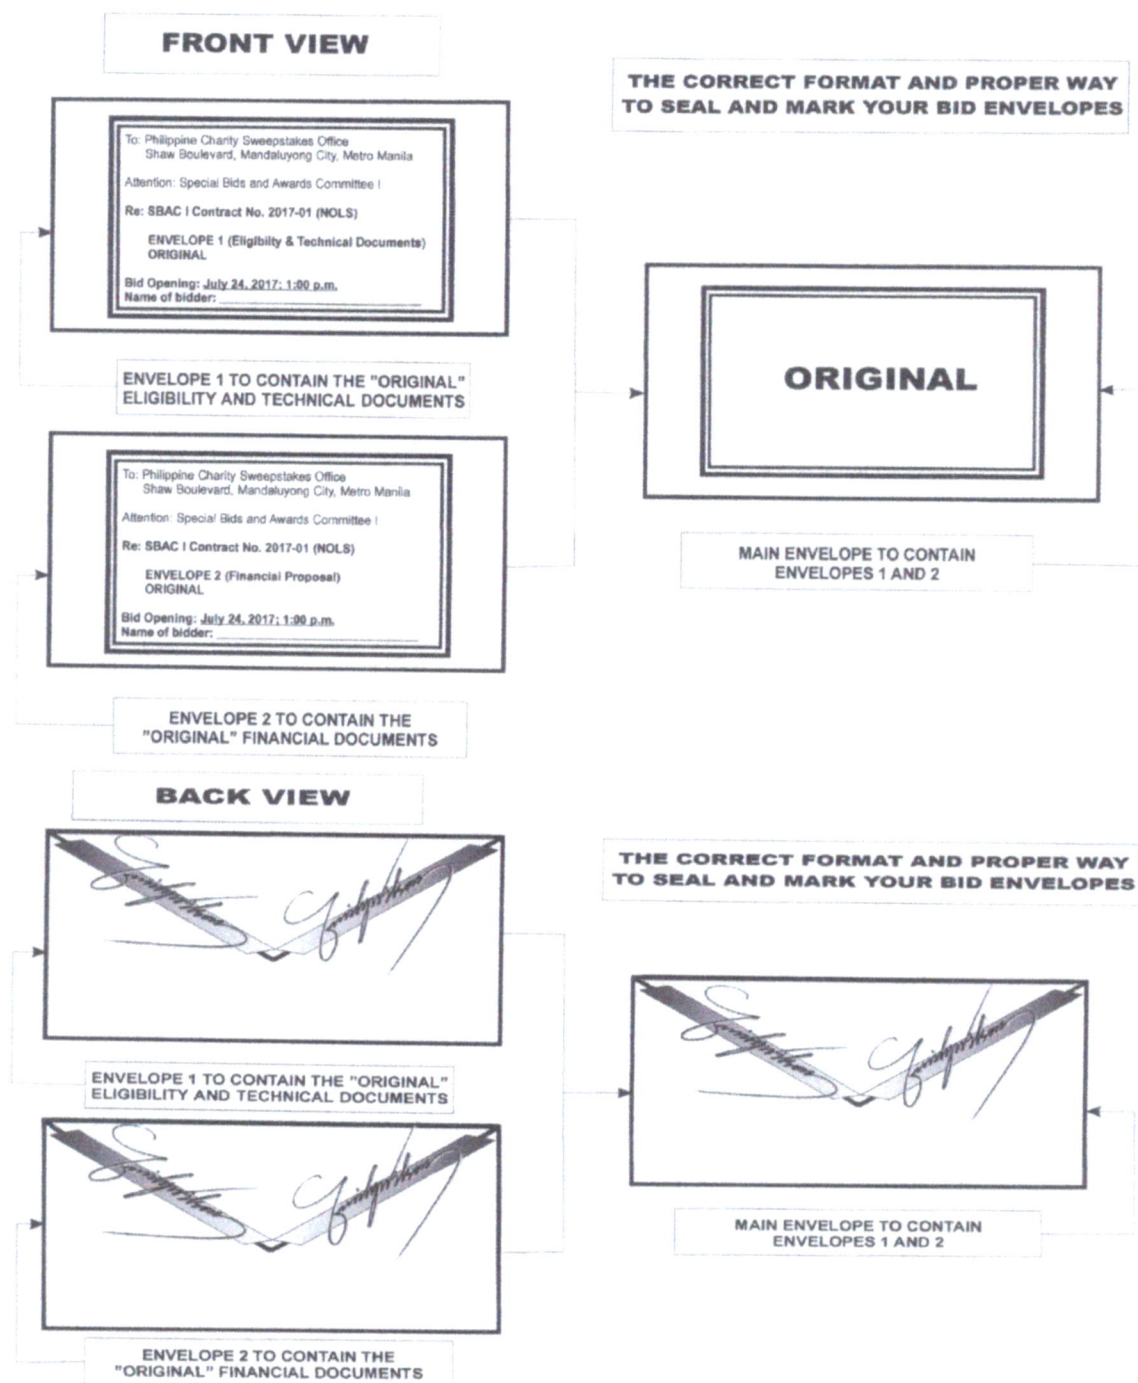 FRONT VIEW
THE CORRECT FORMAT AND PROPER WAY
TO SEAL AND MARK YOUR BID ENVELOPES
To: Philippine Charity Sweepstakes Office
Shaw Boulevard, Mandaluyong City, Metro Manila
Attention: Special Bids and Awards Committee I
Re: SBAC I Contract No. 2017-01 (NOLS)
ENVELOPE 1 (Eligibilty & Technical Documents)
ORIGINAL
Bid Opening: July 24, 2017; 1:00 p.m.
Name of bidder:
ENVELOPE 1 TO CONTAIN THE "ORIGINAL"
ELIGIBILITY AND TECHNICAL DOCUMENTS
To: Philippine Charity Sweepstakes Office
Shaw Boulevard, Mandaluyong City, Metro Manila
Attention: Special Bids and Awards Committee I
Re: SBAC I Contract No. 2017-01 (NOLS)
ENVELOPE 2 (Financial Proposal)
ORIGINAL
Bid Opening: July 24, 2017; 1:00 p.m.
Name of bidder:
ENVELOPE 2 TO CONTAIN THE
"ORIGINAL" FINANCIAL DOCUMENTS
ORIGINAL
MAIN ENVELOPE TO CONTAIN
ENVELOPES 1 AND 2
BACK VIEW
THE CORRECT FORMAT AND PROPER WAY
TO SEAL AND MARK YOUR BID ENVELOPES
ENVELOPE 1 TO CONTAIN THE "ORIGINAL"
ELIGIBILITY AND TECHNICAL DOCUMENTS
ENVELOPE 2 TO CONTAIN THE
"ORIGINAL" FINANCIAL DOCUMENTS
MAIN ENVELOPE TO CONTAIN
ENVELOPES 1 AND 2